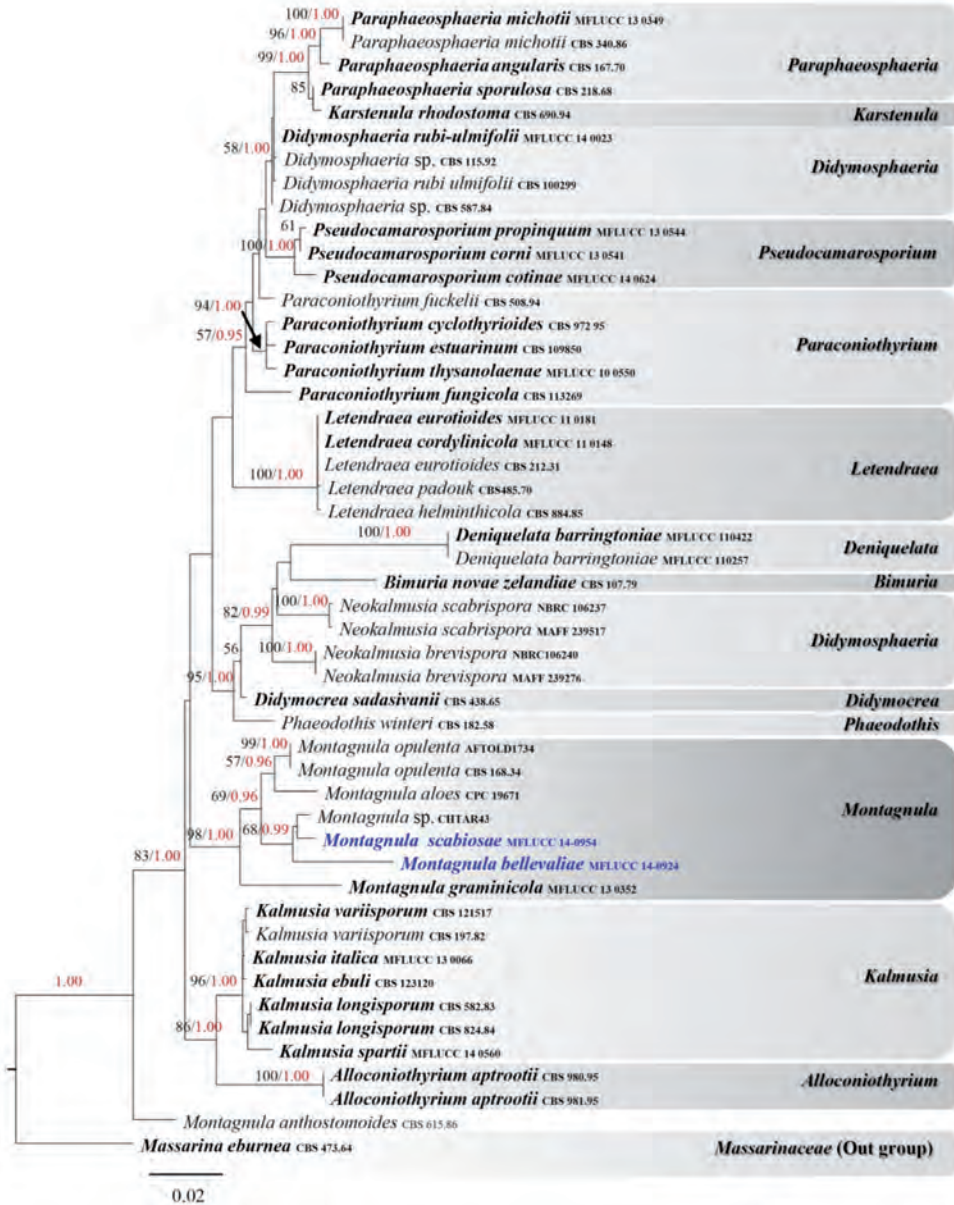 100/1.00
Paraphaeosphaeria michotii MFLUCC 13 0349
96/1.00
Paraphaeosphaeria michotii CBS 340.86
99/1.00
Paraphaeosphaeria angularis CBS 167.70
Paraphaeosphaeria
85
Paraphaeosphaeria sporulosa CBS 218.68
Karstenula rhodostoma CBS 690.94
Karstenula
58/1.00
Didymosphaeria rubi-ulmifolii MFLUCC 14 0023
Didymosphaeria sp. CBS 115.92
Didymosphaeria
Didymosphaeria rubi ulmifolii CBS 100299
Didymosphaeria sp. CBS 587.84
61
Pseudocamarosporium propinquum MFLUCC 13 0544
100/1.00
Pseudocamarosporium corni MFLUCC 13 0541
Pseudocamarosporium
Pseudocamarosporium cotinae MFLUCC 14 0624
94/1.00
Paraconiothyrium fuckelii CBS 508.94
57/0.95
Paraconiothyrium cyclothyrioides CBS 972 95
Paraconiothyrium estuarinum CBS 109850
Paraconiothyrium
Paraconiothyrium thysanolaenae MFLUCC 10 0550
Paraconiothyrium fungicola CBS 113269
Letendraea eurotioides MFLUCC 11 0181
Letendraea cordylinicola MFLUCC 11 0148
Letendraea eurotioides CBS 212.31
Letendraea
100/1.00
Letendraea padouk CBS485.70
Letendraea helminthicola CBS 884.85
100/1.00
Deniquelata barringtoniae MFLUCC 110422
Deniquelata
Deniquelata barringtoniae MFLUCC 110257
Bimuria novae zelandiae CBS 107.79
Bimuria
82/0.99
100/1.00
Neokalmusia scabrispora NBRC 106237
Neokalmusia scabrispora MAFF 239517
Didymosphaeria
56
100/1.00
Neokalmusia brevispora NBRC106240
95/1.00
Neokalmusia brevispora MAFF 239276
Didymocrea sadasivanii CBS 438.65
Didymocrea
Phaeodothis winteri CBS 182.58
Phaeodothis
99/1.00
Montagnula opulenta AFTOLD1734
57/0.96
Montagnula opulenta CBS 168.34
69/0.96
Montagnula aloes CPC 19671
Montagnula
Montagnula sp. CHTAR43
98/1.00
68/0.99
Montagnula scabiosae MFLUCC 14-0954
83/1.00
Montagnula bellevaliae MFLUCC 14-0924
Montagnula graminicola MFLUCC 13 0352
Kalmusia variisporum CBS 121517
Kalmusia variisporum CBS 197.82
Kalmusia italica MFLUCC 13 0066
Kalmusia
96/1.00
Kalmusia ebuli CBS 123120
1.00
Kalmusia longisporum CBS 582.83
86/1.00
Kalmusia longisporum CBS 824.84
Kalmusia spartii MFLUCC 14 0560
100/1.00
Alloconiothyrium aptrootii CBS 980.95
Alloconiothyrium
Alloconiothyrium aptrootii CBS 981.95
Montagnula anthostomoides CBS 615.86
Massarina eburnea CBS 473.64
Massarinaceae (Out group)
0.02